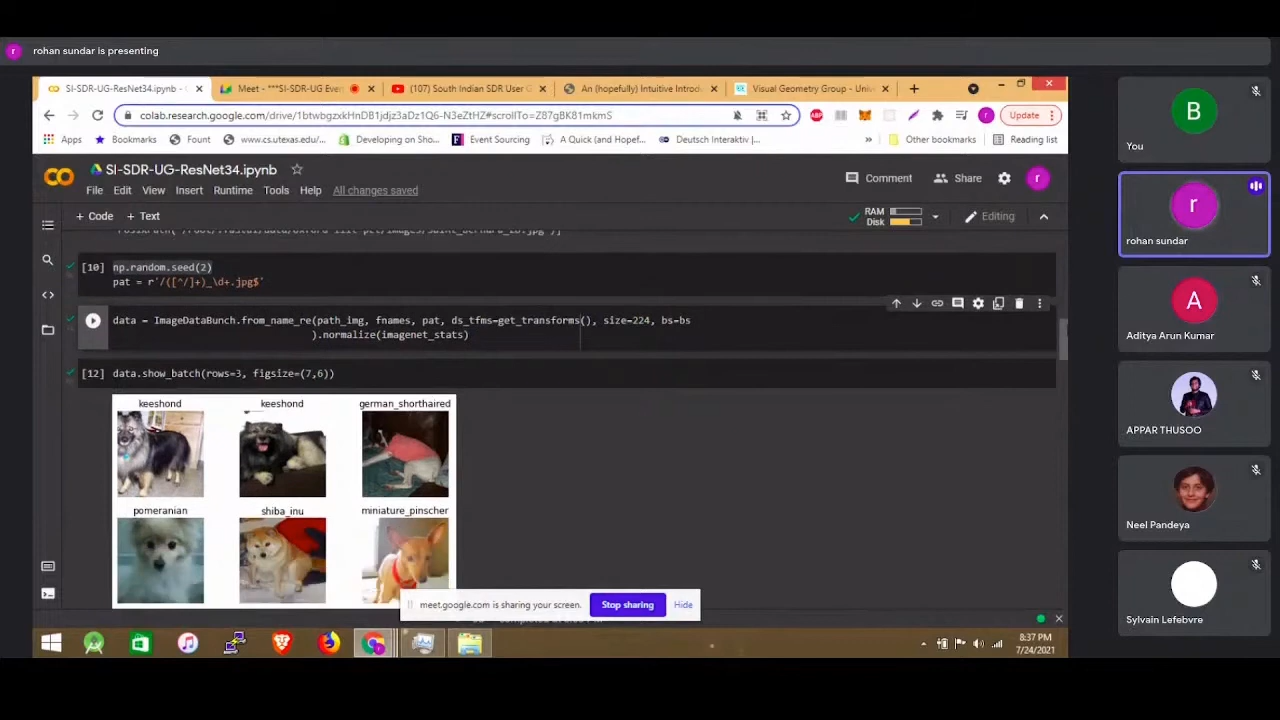 rohan sundar is presenting
SI-SDR-UG-ResNet34.ipynb -
Meet - ***SI-SDR-UG Even
(107) South Indian SDR User G
An (hopefully) Intuitive Introd
Visual Geometry Group - Univ
colab.research.google.com/drive/1btwbgzxkHnDB1jdjz3aDz1Q6-N3eZtHZ#scrollTo=Z87gBK81mkmS
Update
Apps
Bookmarks
Fount
www.cs.utexas.edu/...
Developing on Sho...
Event Sourcing
A Quick (and Hopef...
Deutsch Interaktiv |...
Other bookmarks
Reading list
SI-SDR-UG-ResNet34.ipynb
File Edit View Insert Runtime Tools Help All changes saved
Comment
Share
+ Code + Text
RAM
Disk
Editing
[10] np.random.seed(2)
pat = r'/([^/]+)_\d+.jpg$'
data = ImageDataBunch.from_name_re(path_img, fnames, pat, ds_tfms=get_transforms(), size=224, bs=bs
).normalize(imagenet_stats)
[12] data.show_batch(rows=3, figsize=(7,6))
keeshond
keeshond
german_shorthaired
pomeranian
shiba_inu
miniature_pinscher
meet.google.com is sharing your screen.
Stop sharing
Hide
8:37 PM
7/24/2021
B
You
r
rohan sundar
A
Aditya Arun Kumar
APPAR THUSOO
Neel Pandeya
Sylvain Lefebvre